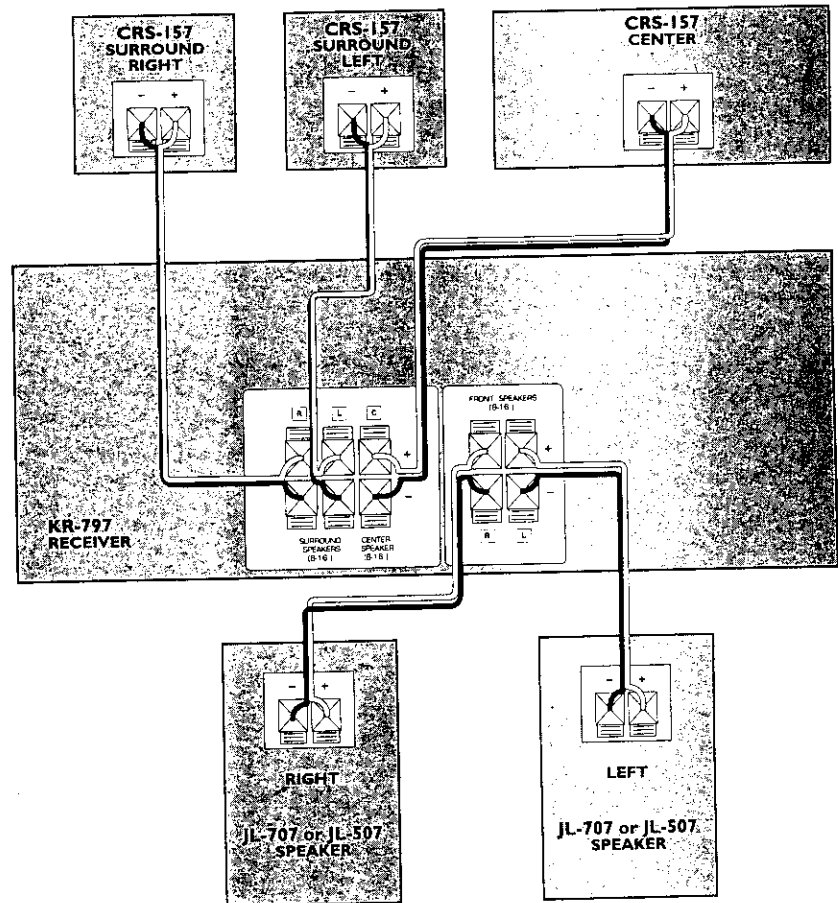 CRS-157
SURROUND
RIGHT
CRS-157
SURROUND
LEFT
CRS-157
CENTER
- +
- +
- +
R L C
FRONT SPEAKERS
(8-16 )
+
-
+
-
KR-797
RECEIVER
SURROUND
SPEAKERS
(8-16 )
CENTER
SPEAKER
(8-16 )
R L
- +
- +
RIGHT
LEFT
JL-707 or JL-507
SPEAKER
JL-707 or JL-507
SPEAKER